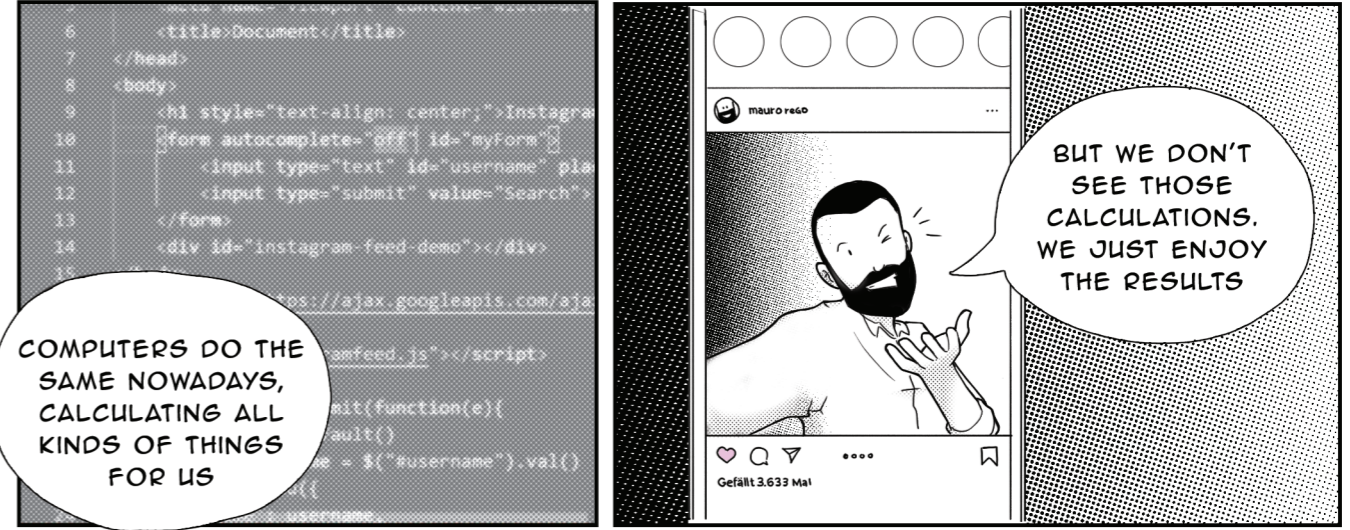 6 <title>Document</title>
7 </head>
8 <body>
9 <h1 style="text-align: center;">Instagra
10 <form autocomplete="off" id="myForm">
11 <input type="text" id="username" pla
12 <input type="submit" value="Search">
13 </form>
14 <div id="instagram-feed-demo"></div>
15
tps://ajax.googleapis.com/aja
amfeed.js"></script>
mit(function(e){
ault()
me = $("#username").val()
({
username
COMPUTERS DO THE
SAME NOWADAYS,
CALCULATING ALL
KINDS OF THINGS
FOR US
mauro reGo
BUT WE DON'T
SEE THOSE
CALCULATIONS.
WE JUST ENJOY
THE RESULTS
Gefällt 3.633 Mal